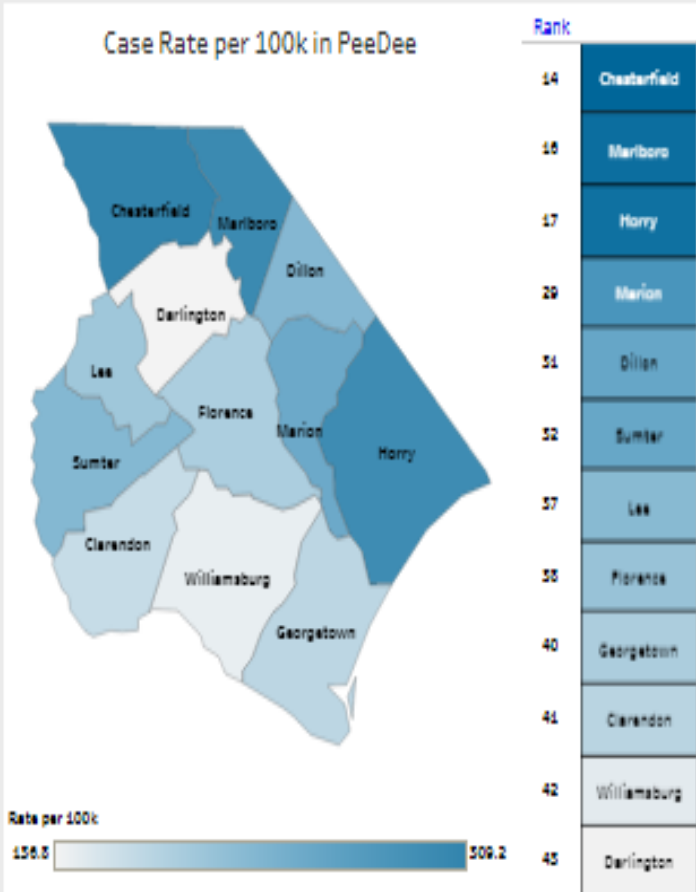 Case Rate per 100k in PeeDee
Rank
14 Chesterfield
16 Marlboro
17 Horry
29 Marion
31 Dillon
32 Sumter
37 Lee
38 Florence
40 Georgetown
41 Clarendon
42 Williamsburg
43 Darlington
Chesterfield
Marlboro
Dillon
Darlington
Lee
Florence
Marion
Horry
Sumter
Clarendon
Williamsburg
Georgetown
Rate per 100k
309.2